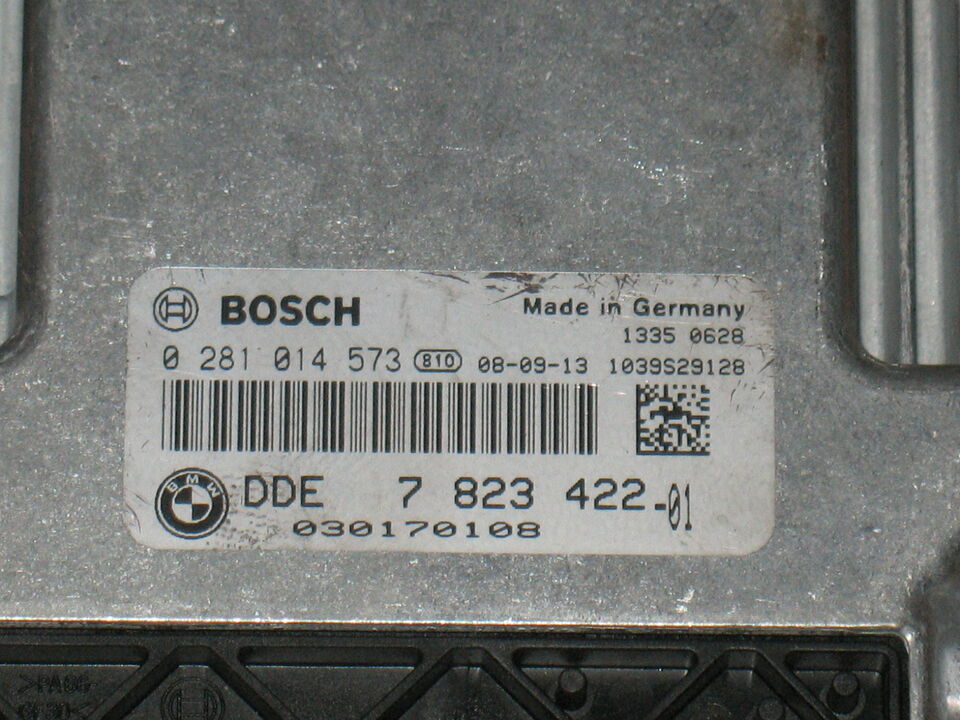 BOSCH Made in Germany
1335 0628
0 281 014 573 810 08-09-13 1039S29128
BMW DDE 7 823 422-01
030170108